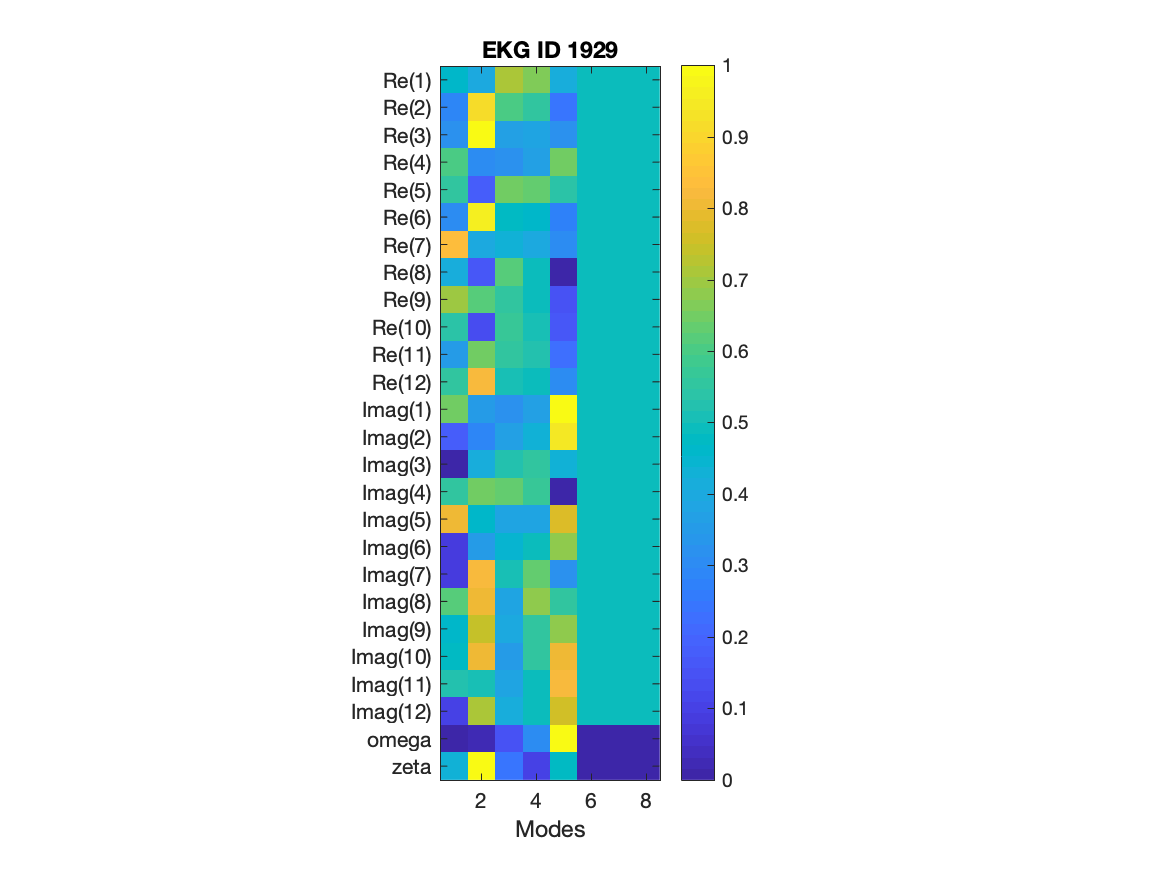 EKG ID 1929
Re(1)
Re(2)
Re(3)
Re(4)
Re(5)
Re(6)
Re(7)
Re(8)
Re(9)
Re(10)
Re(11)
Re(12)
Imag(1)
Imag(2)
Imag(3)
Imag(4)
Imag(5)
Imag(6)
Imag(7)
Imag(8)
Imag(9)
Imag(10)
Imag(11)
Imag(12)
omega
zeta
2 4 6 8
Modes
1
0.9
0.8
0.7
0.6
0.5
0.4
0.3
0.2
0.1
0